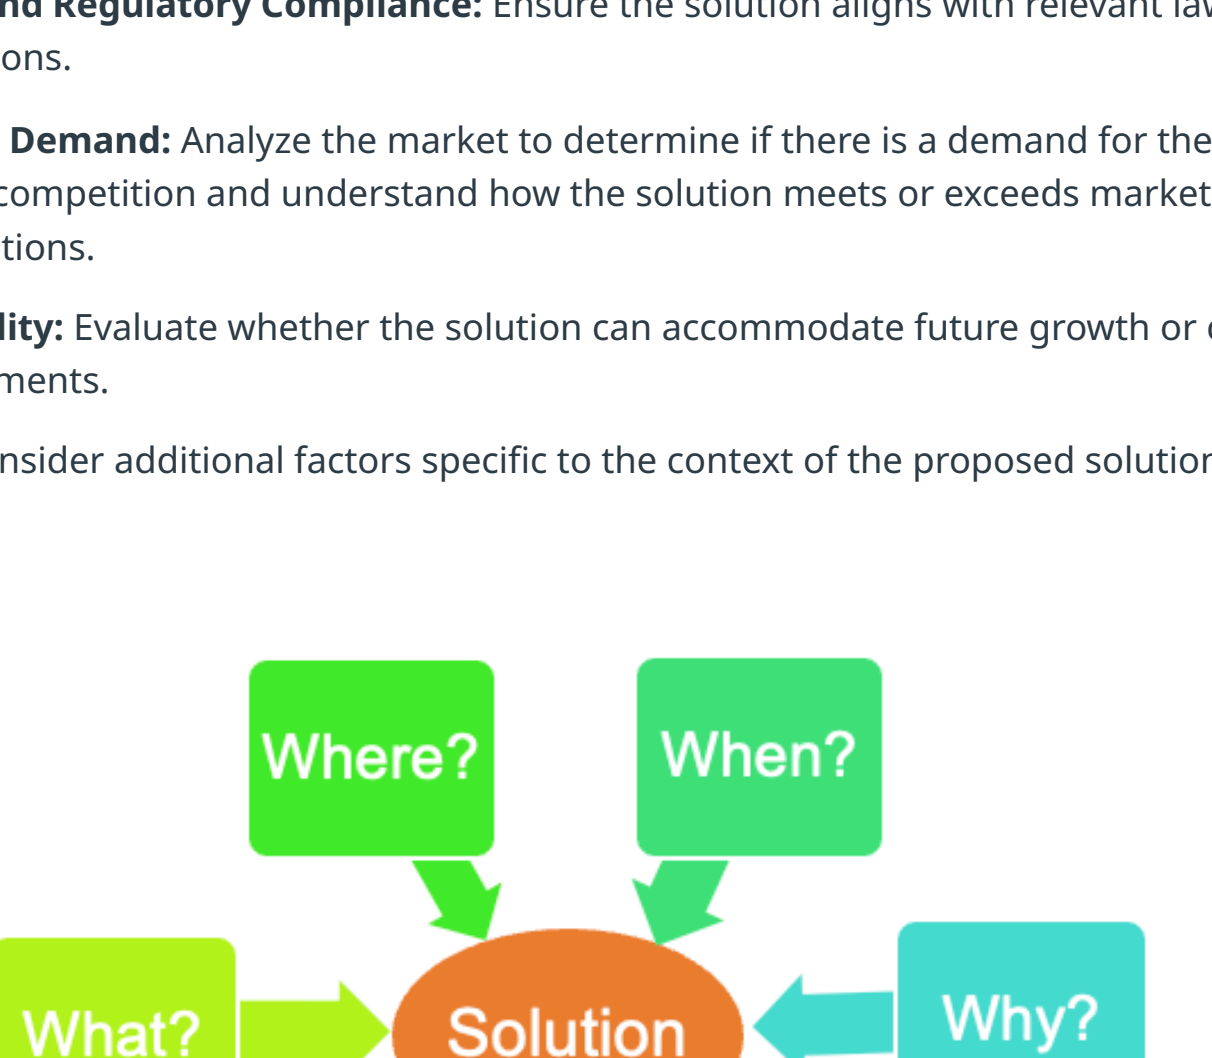 nd Regulatory Compliance: Ensure the solution aligns with relevant
ons.
Demand: Analyze the market to determine if there is a demand for the
competition and understand how the solution meets or exceeds market
tions.
lity: Evaluate whether the solution can accommodate future growth or
ments.
nsider additional factors specific to the context of the proposed solution
Where?
When?
What?
Solution
Why?